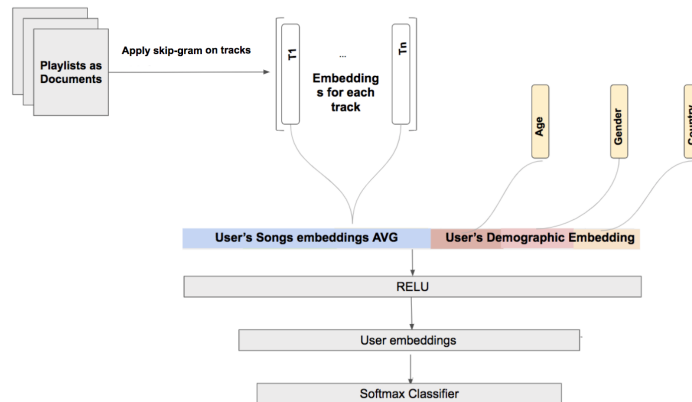 Playlists as
Documents
Apply skip-gram on tracks
T1
...
Tn
Embedding
s for each
track
Age
Gender
Country
User's Songs embeddings AVG
User's Demographic Embedding
RELU
User embeddings
Softmax Classifier